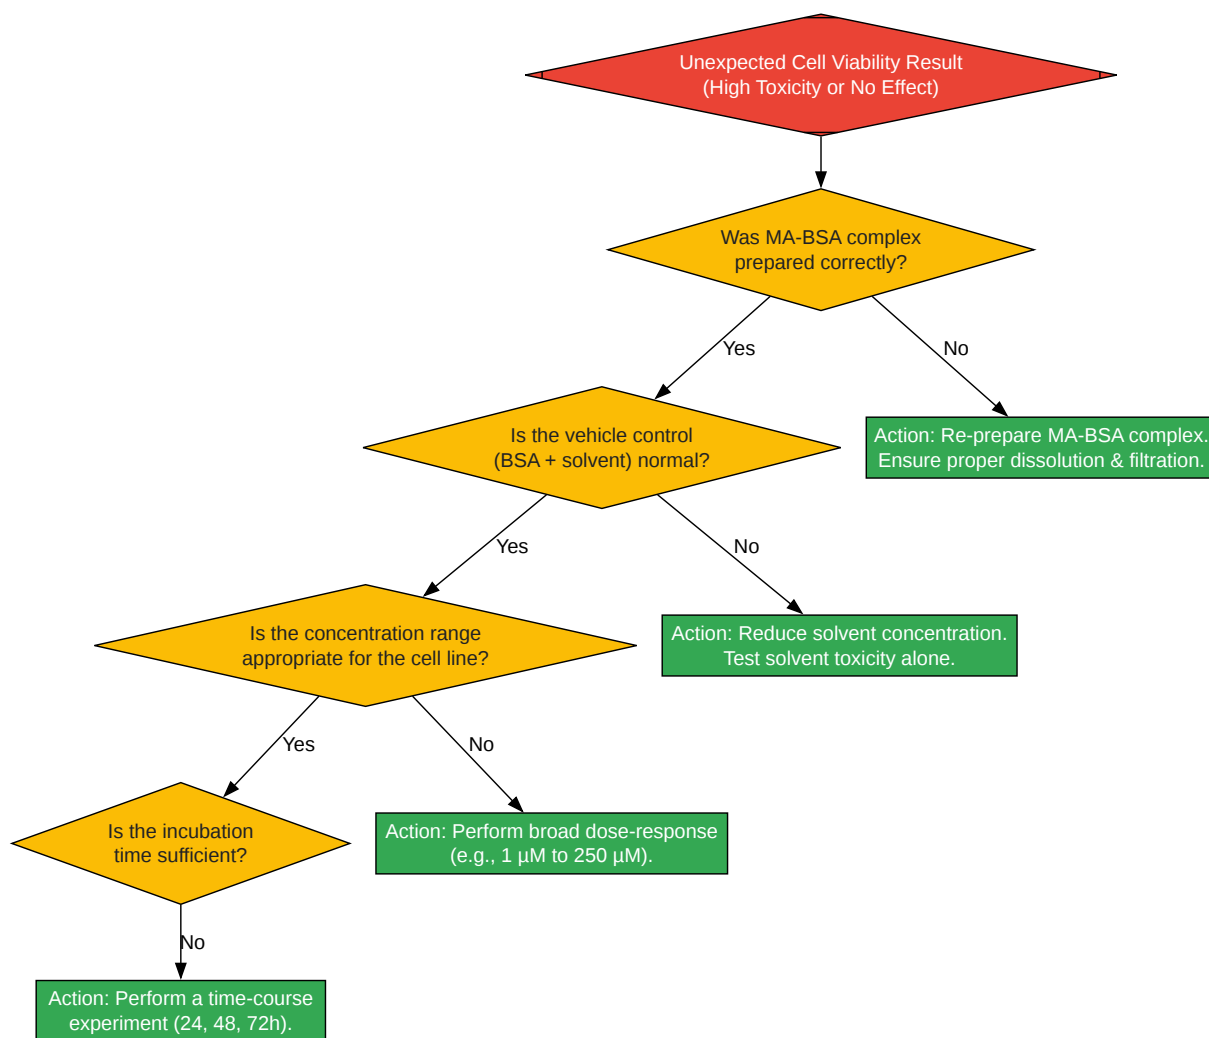 Unexpected Cell Viability Result
(High Toxicity or No Effect)
Was MA-BSA complex
prepared correctly?
Yes
No
Is the vehicle control
(BSA + solvent) normal?
Action: Re-prepare MA-BSA complex.
Ensure proper dissolution & filtration.
Yes
No
Is the concentration range
appropriate for the cell line?
Action: Reduce solvent concentration.
Test solvent toxicity alone.
Yes
No
Is the incubation
time sufficient?
Action: Perform broad dose-response
(e.g., 1 µM to 250 µM).
No
Action: Perform a time-course
experiment (24, 48, 72h).